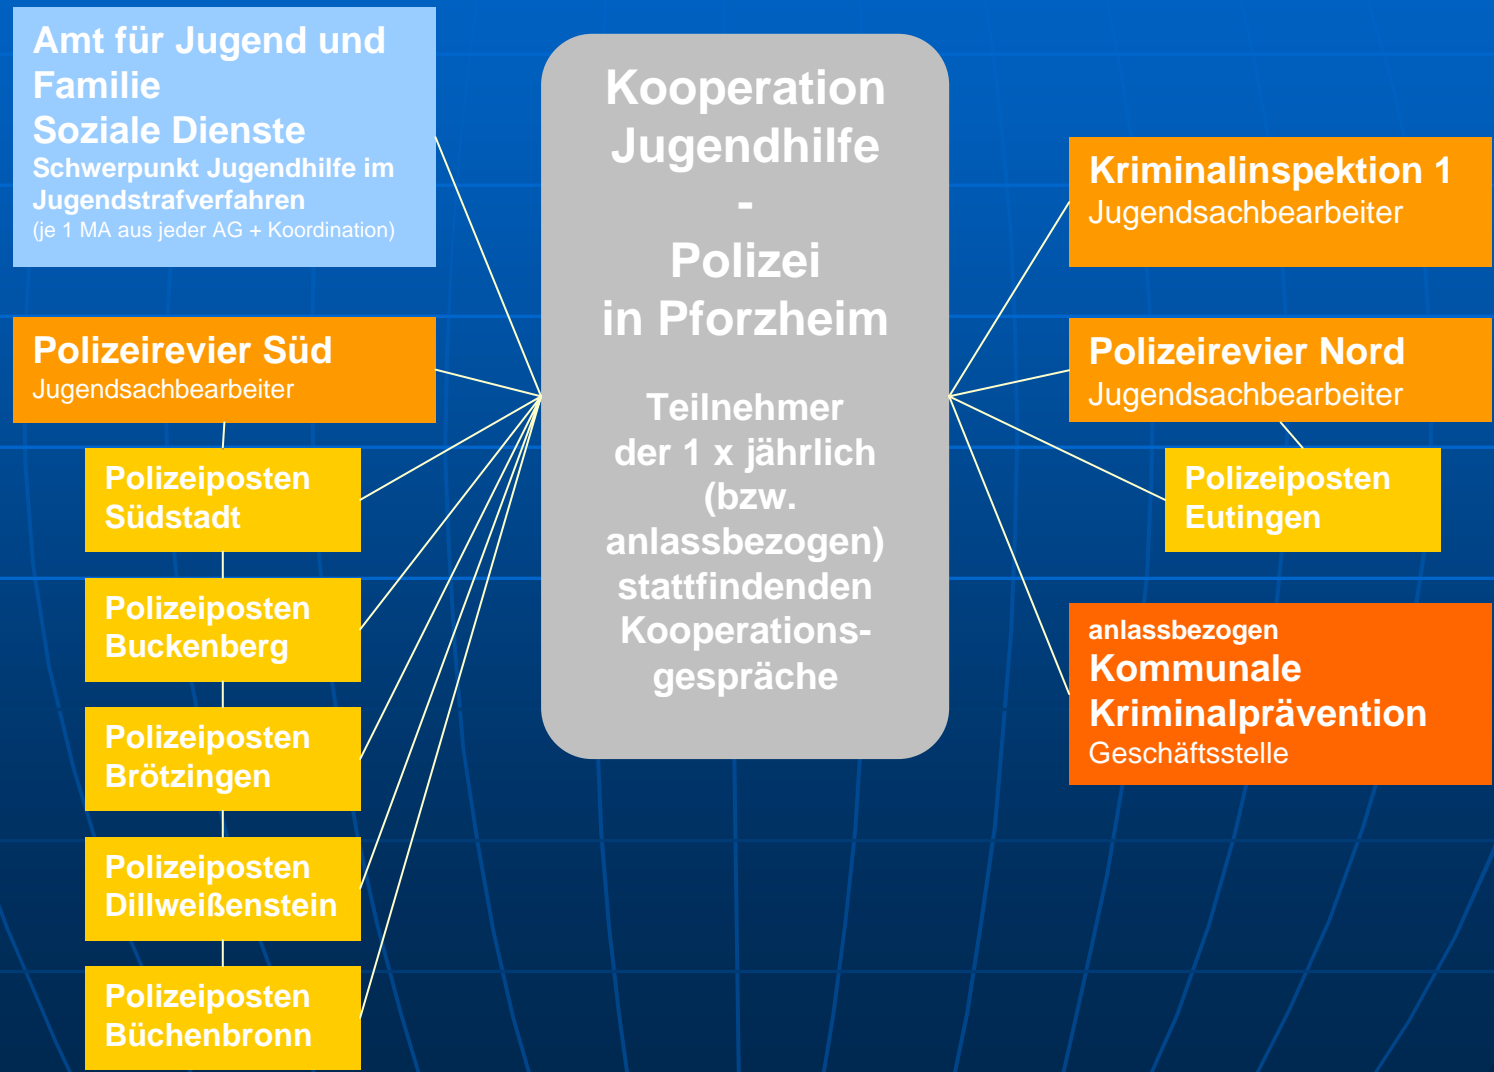 Amt für Jugend und
Familie
Soziale Dienste
Schwerpunkt Jugendhilfe im
Jugendstrafverfahren
(je 1 MA aus jeder AG + Koordination)
Polizeirevier Süd
Jugendsachbearbeiter
Polizeiposten
Südstadt
Polizeiposten
Buckenberg
Polizeiposten
Brötzingen
Polizeiposten
Dillweißenstein
Polizeiposten
Büchenbronn
Kooperation
Jugendhilfe
-
Polizei
in Pforzheim
Teilnehmer
der 1 x jährlich
(bzw.
anlassbezogen)
stattfindenden
Kooperations-
gespräche
Kriminalinspektion 1
Jugendsachbearbeiter
Polizeirevier Nord
Jugendsachbearbeiter
Polizeiposten
Eutingen
anlassbezogen
Kommunale
Kriminalprävention
Geschäftsstelle